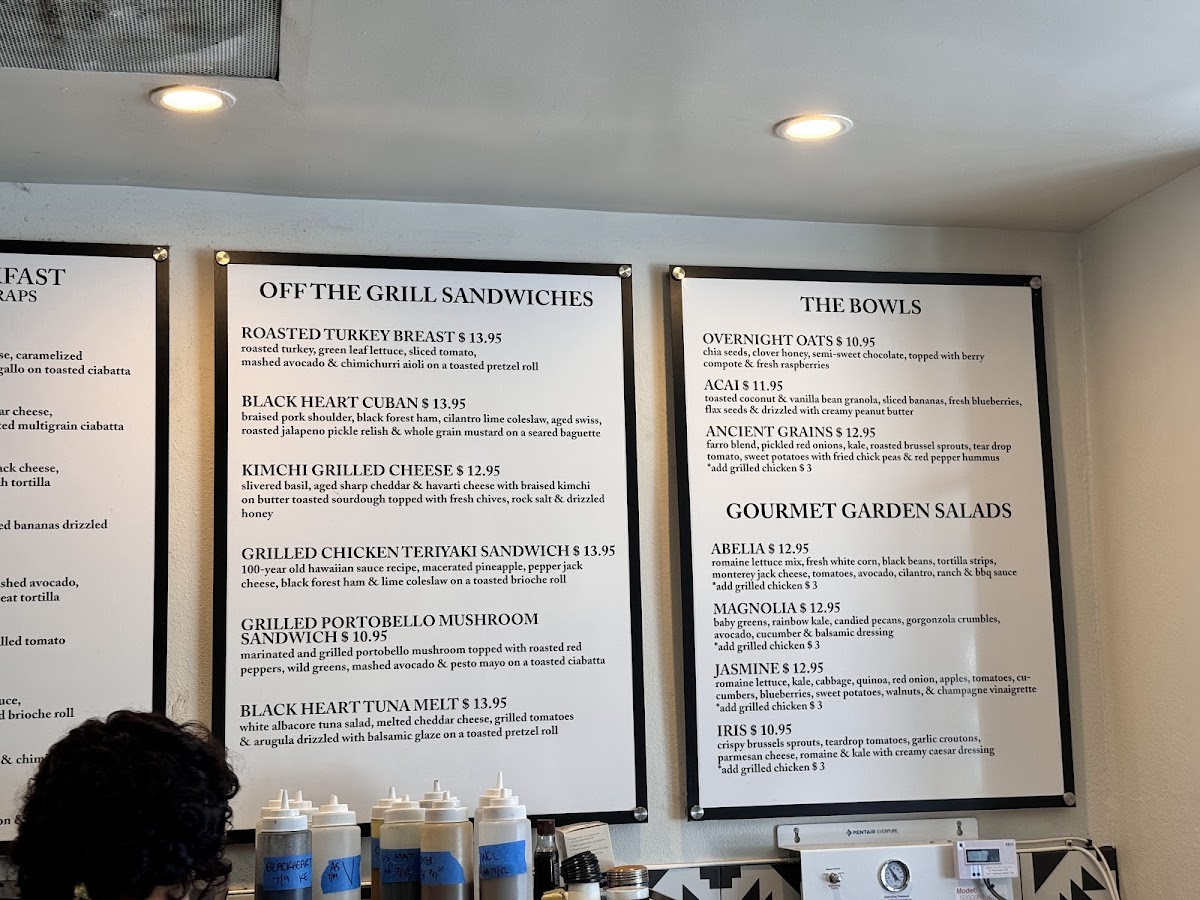 FAST
RAPS
se, caramelized
gallo on toasted ciabatta
ar cheese,
ted multigrain ciabatta
ack cheese,
h tortilla
ed bananas drizzled
shed avocado,
eat tortilla
lled tomato
uce,
d brioche roll
& chim
OFF THE GRILL SANDWICHES
ROASTED TURKEY BREAST $ 13.95
roasted turkey, green leaf lettuce, sliced tomato,
mashed avocado & chimichurri aioli on a toasted pretzel roll
BLACK HEART CUBAN $ 13.95
braised pork shoulder, black forest ham, cilantro lime coleslaw, aged swiss,
roasted jalapeno pickle relish & whole grain mustard on a seared baguette
KIMCHI GRILLED CHEESE $ 12.95
slivered basil, aged sharp cheddar & havarti cheese with braised kimchi
on butter toasted sourdough topped with fresh chives, rock salt & drizzled
honey
GRILLED CHICKEN TERIYAKI SANDWICH $ 13.95
100-year old hawaiian sauce recipe, macerated pineapple, pepper jack
cheese, black forest ham & lime coleslaw on a toasted brioche roll
GRILLED PORTOBELLO MUSHROOM
SANDWICH $ 10.95
marinated and grilled portobello mushroom topped with roasted red
peppers, wild greens, mashed avocado & pesto mayo on a toasted ciabatta
BLACK HEART TUNA MELT $ 13.95
white albacore tuna salad, melted cheddar cheese, grilled tomatoes
& arugula drizzled with balsamic glaze on a toasted pretzel roll
THE BOWLS
OVERNIGHT OATS $ 10.95
chia seeds, clover honey, semi-sweet chocolate, topped with berry
compote & fresh raspberries
ACAI $ 11.95
toasted coconut & vanilla bean granola, sliced bananas, fresh blueberries,
flax seeds & drizzled with creamy peanut butter
ANCIENT GRAINS $ 12.95
farro blend, pickled red onions, kale, roasted brussel sprouts, tear drop
tomato, sweet potatoes with fried chick peas & red pepper hummus
*add grilled chicken $ 3
GOURMET GARDEN SALADS
ABELIA $ 12.95
romaine lettuce mix, fresh white corn, black beans, tortilla strips,
monterey jack cheese, tomatoes, avocado, cilantro, ranch & bbq sauce
*add grilled chicken $ 3
MAGNOLIA $ 12.95
baby greens, rainbow kale, candied pecans, gorgonzola crumbles,
avocado, cucumber & balsamic dressing
*add grilled chicken $ 3
JASMINE $ 12.95
romaine lettuce, kale, cabbage, quinoa, red onion, apples, tomatoes, cu-
cumbers, blueberries, sweet potatoes, walnuts, & champagne vinaigrette
*add grilled chicken $ 3
IRIS $ 10.95
crispy brussels sprouts, teardrop tomatoes, garlic croutons,
parmesan cheese, romaine & kale with creamy caesar dressing
*add grilled chicken $ 3
BLACKHEART
7/9
PENTAIR EVERPURE
Model: